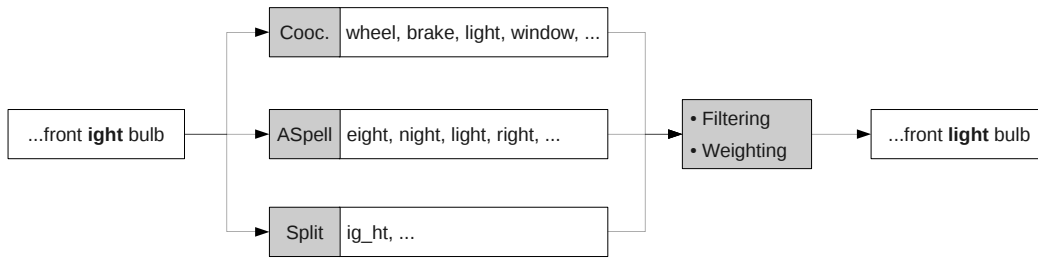 Cooc. wheel, brake, light, window, ...
...front ight bulb
ASpell eight, night, light, right, ...
Split ig_ht, ...
• Filtering
• Weighting
...front light bulb